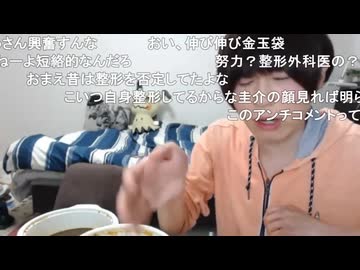 さん興奮すんな
おい、伸び伸び金玉袋
ねーよ短絡的なんだろ
努力？整形外科医の？
おまえ昔は整形を否定してたよな
こいつ自身整形してるからな圭介の顔見れば明ら
このアンチコメントって